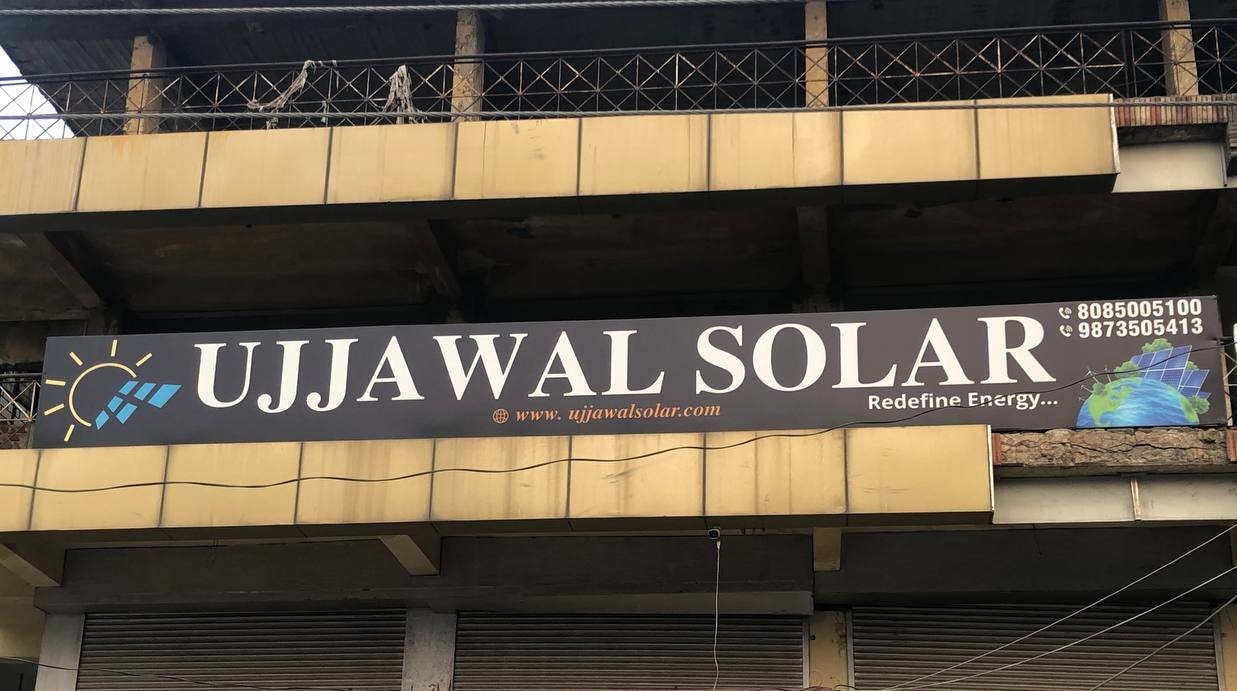 UJJAWAL SOLAR
8085005100
9873505413
www. ujjawalsolar.com
Redefine Energy...